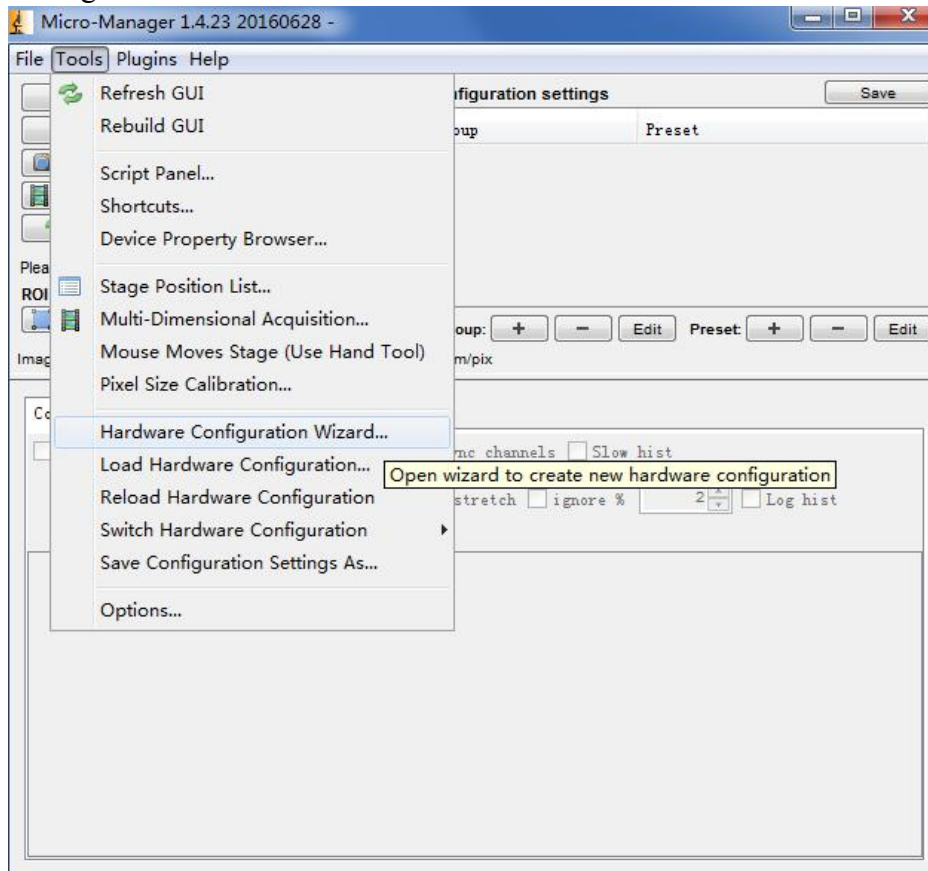 Micro-Manager 1.4.23 20160628 -
File Tools Plugins Help
Refresh GUI
Rebuild GUI
Script Panel...
Shortcuts...
Device Property Browser...
Stage Position List...
Multi-Dimensional Acquisition...
Mouse Moves Stage (Use Hand Tool)
Pixel Size Calibration...
Hardware Configuration Wizard...
Load Hardware Configuration...
Reload Hardware Configuration
Switch Hardware Configuration
Save Configuration Settings As...
Options...
figuration settings Save
oup Preset
Plea
ROI
oup: + - Edit Preset: + - Edit
Imag m/pix
Co
nc channels Slow hist
Open wizard to create new hardware configuration
stretch ignore % 2 Log hist